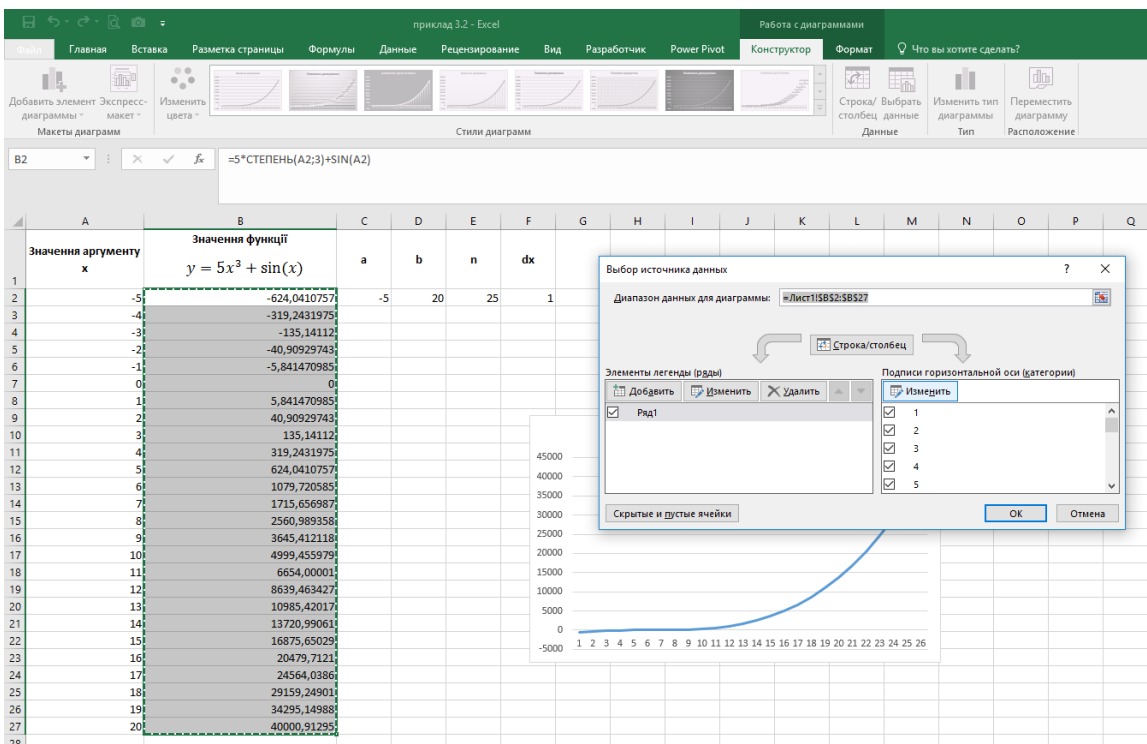 приклад 3.2 - Excel
Работа с диаграммами
Файл Главная Вставка Разметка страницы Формулы Данные Рецензирование Вид Разработчик Power Pivot Конструктор Формат Что вы хотите сделать?
Добавить элемент Экспресс- Изменить Строка/ Выбрать Изменить тип Переместить
диаграммы макет цвета столбец данные диаграммы диаграмму
Макеты диаграмм Стили диаграмм Данные Тип Расположение
B2 fx =5*СТЕПЕНЬ(A2;3)+SIN(A2)
A B C D E F G H I J K L M N O P Q
1 Значення аргументу x Значення функції y = 5x³ + sin(x) a b n dx
2 -5 -624,0410757 -5 20 25 1
3 -4 -319,2431975
4 -3 -135,14112
5 -2 -40,90929743
6 -1 -5,841470985
7 0 0
8 1 5,841470985
9 2 40,90929743
10 3 135,14112
11 4 319,2431975
12 5 624,0410757
13 6 1079,720585
14 7 1715,656987
15 8 2560,989358
16 9 3645,412118
17 10 4999,455979
18 11 6654,00001
19 12 8639,463427
20 13 10985,42017
21 14 13720,99061
22 15 16875,65029
23 16 20479,7121
24 17 24564,0386
25 18 29159,24901
26 19 34295,14988
27 20 40000,91295
28
Выбор источника данных ? ×
Диапазон данных для диаграммы: =Лист1!$B$2:$B$27
Строка/столбец
Элементы легенды (ряды) Подписи горизонтальной оси (категории)
Добавить Изменить Удалить Изменить
Ряд1 1
2
3
4
5
Скрытые и пустые ячейки ОК Отмена
45000
40000
35000
30000
25000
20000
15000
10000
5000
0
-5000
1 2 3 4 5 6 7 8 9 10 11 12 13 14 15 16 17 18 19 20 21 22 23 24 25 26